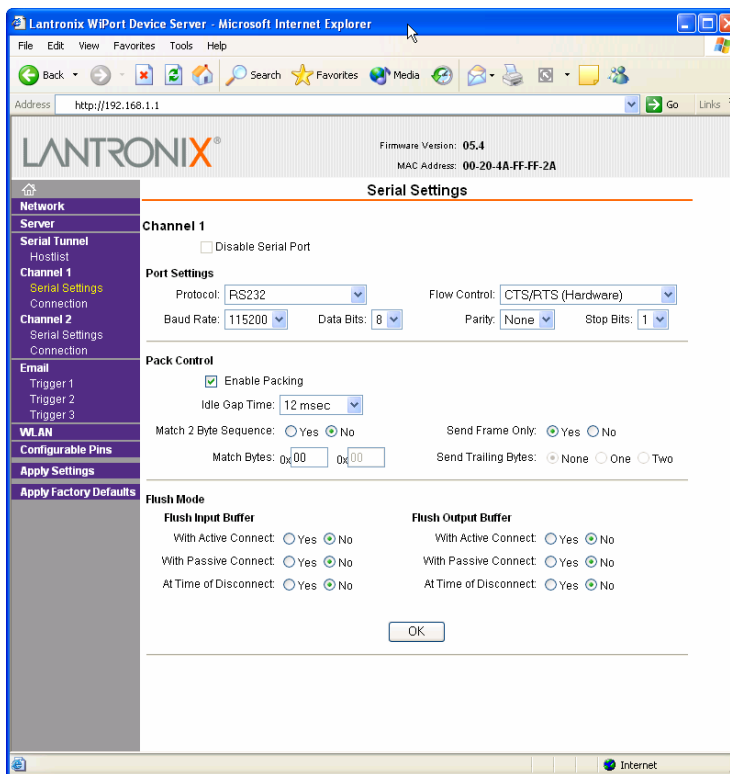 Lantronix WiPort Device Server - Microsoft Internet Explorer
File Edit View Favorites Tools Help
Back Search Favorites Media
Address http://192.168.1.1 Go Links
LANTRONIX®
Firmware Version: 05.4
MAC Address: 00-20-4A-FF-FF-2A
Network
Server
Serial Tunnel
Hostlist
Channel 1
Serial Settings
Connection
Channel 2
Serial Settings
Connection
Email
Trigger 1
Trigger 2
Trigger 3
WLAN
Configurable Pins
Apply Settings
Apply Factory Defaults
Serial Settings
Channel 1
Disable Serial Port
Port Settings
Protocol: RS232 Flow Control: CTS/RTS (Hardware)
Baud Rate: 115200 Data Bits: 8 Parity: None Stop Bits: 1
Pack Control
Enable Packing
Idle Gap Time: 12 msec
Match 2 Byte Sequence: Yes No Send Frame Only: Yes No
Match Bytes: 0x00 0x00 Send Trailing Bytes: None One Two
Flush Mode
Flush Input Buffer Flush Output Buffer
With Active Connect: Yes No With Active Connect: Yes No
With Passive Connect: Yes No With Passive Connect: Yes No
At Time of Disconnect: Yes No At Time of Disconnect: Yes No
OK
Internet